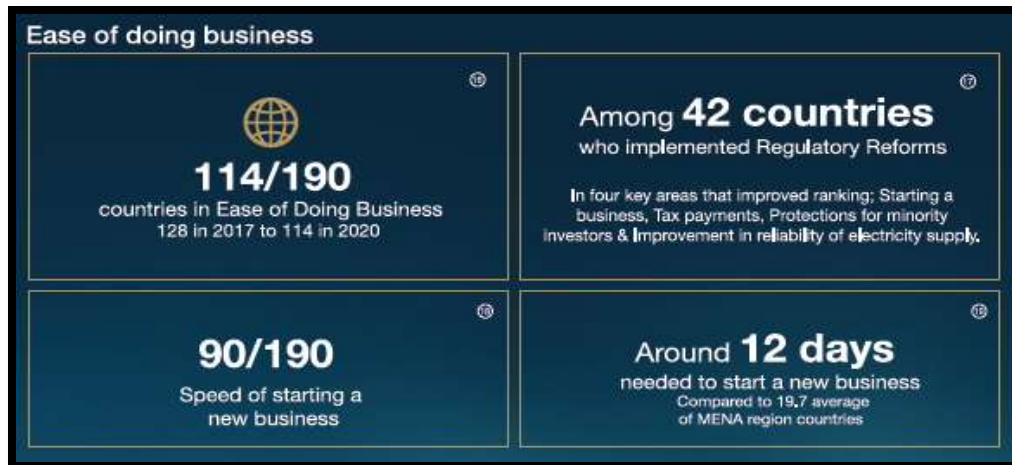 Ease of doing business
114/190
countries in Ease of Doing Business
128 in 2017 to 114 in 2020
17
Among 42 countries
who implemented Regulatory Reforms
In four key areas that improved ranking; Starting a
business, Tax payments, Protections for minority
investors & Improvement in reliability of electricity supply.
90/190
Speed of starting a
new business
Around 12 days
needed to start a new business
Compared to 19.7 average
of MENA region countries